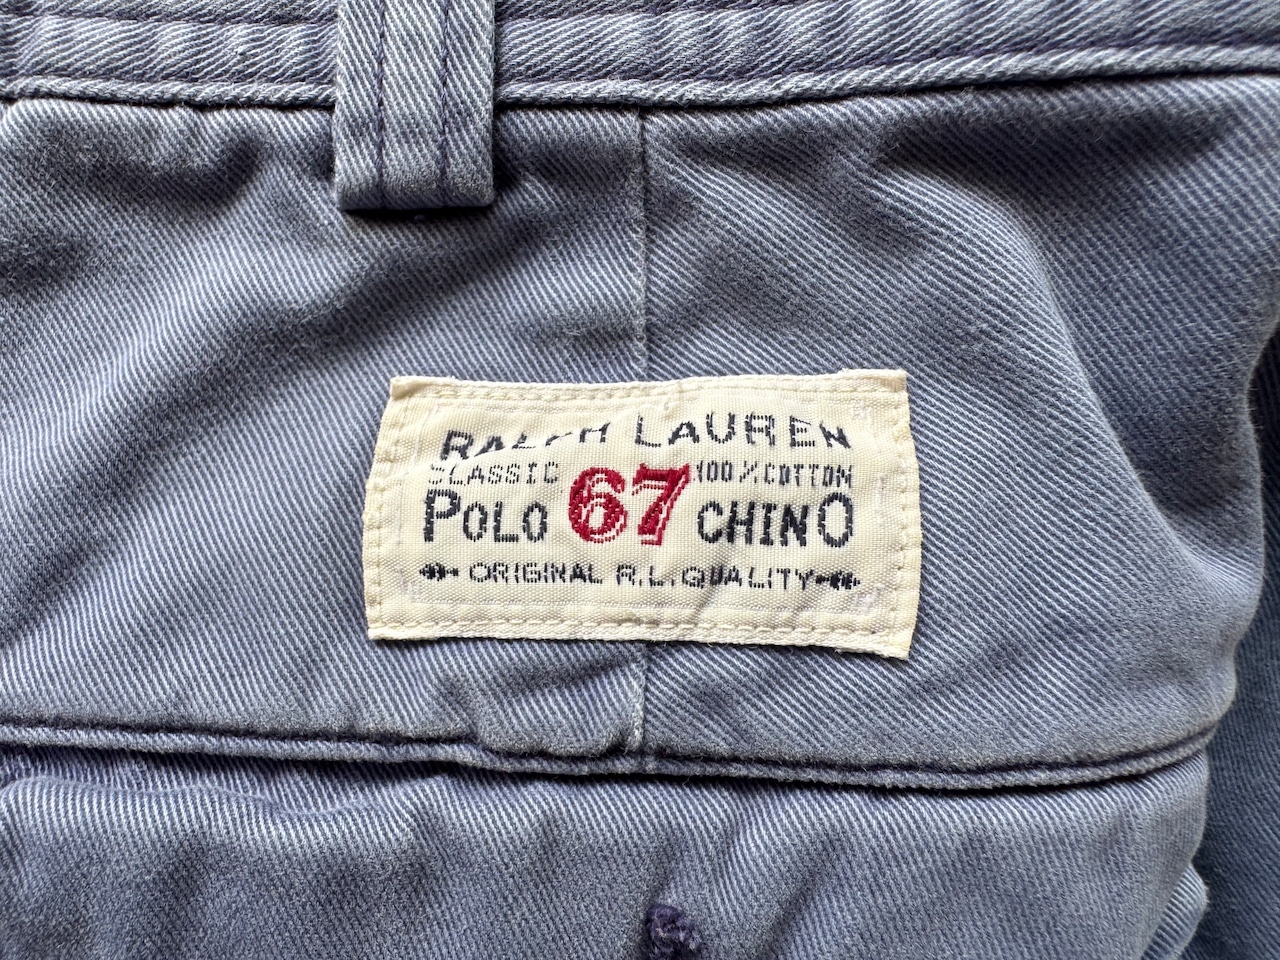 RALPH LAUREN
CLASSIC 67 100% COTTON
POLO CHINO
ORIGINAL R.L. QUALITY